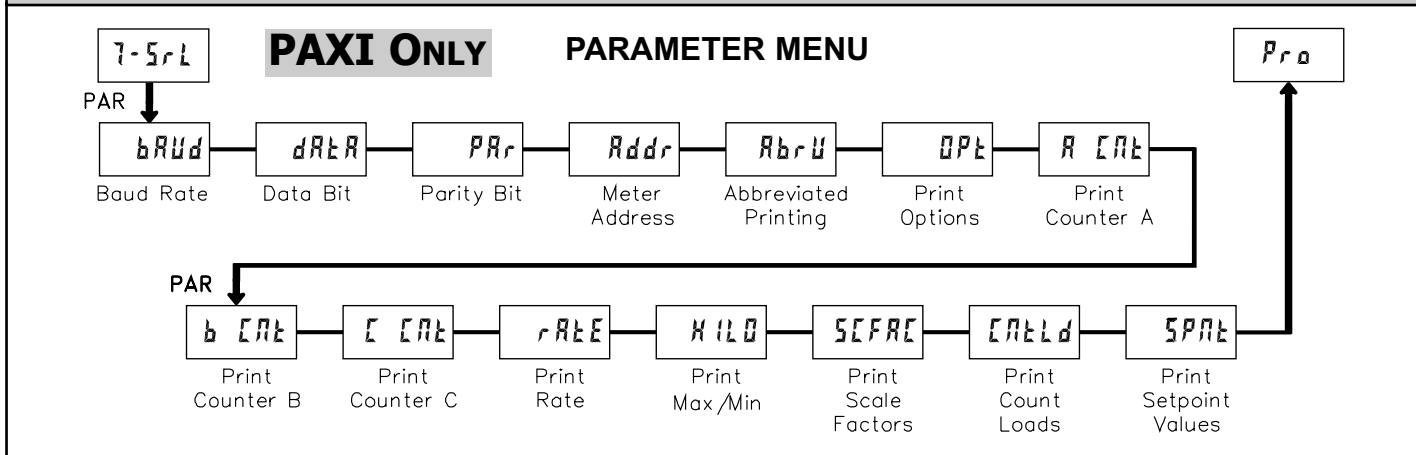 7-SrL
PAXI ONLY
PARAMETER MENU
Pro
PAR
bAUd
dAtA
PAr
Addr
AbrU
OPt
A CNt
Baud Rate
Data Bit
Parity Bit
Meter
Address
Abbreviated
Printing
Print
Options
Print
Counter A
PAR
b CNt
C CNt
rAtE
HILO
SCFAC
CNtLd
SPNt
Print
Counter B
Print
Counter C
Print
Rate
Print
Max/Min
Print
Scale
Factors
Print
Count
Loads
Print
Setpoint
Values